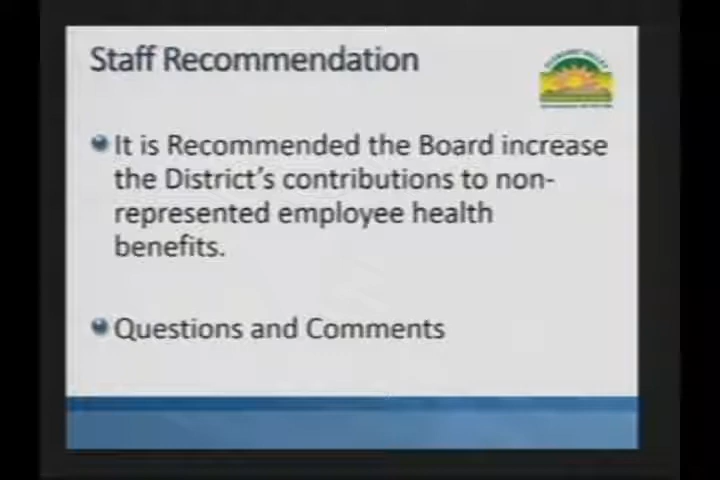 Staff Recommendation
It is Recommended the Board increase
the District's contributions to non-
represented employee health
benefits.
Questions and Comments